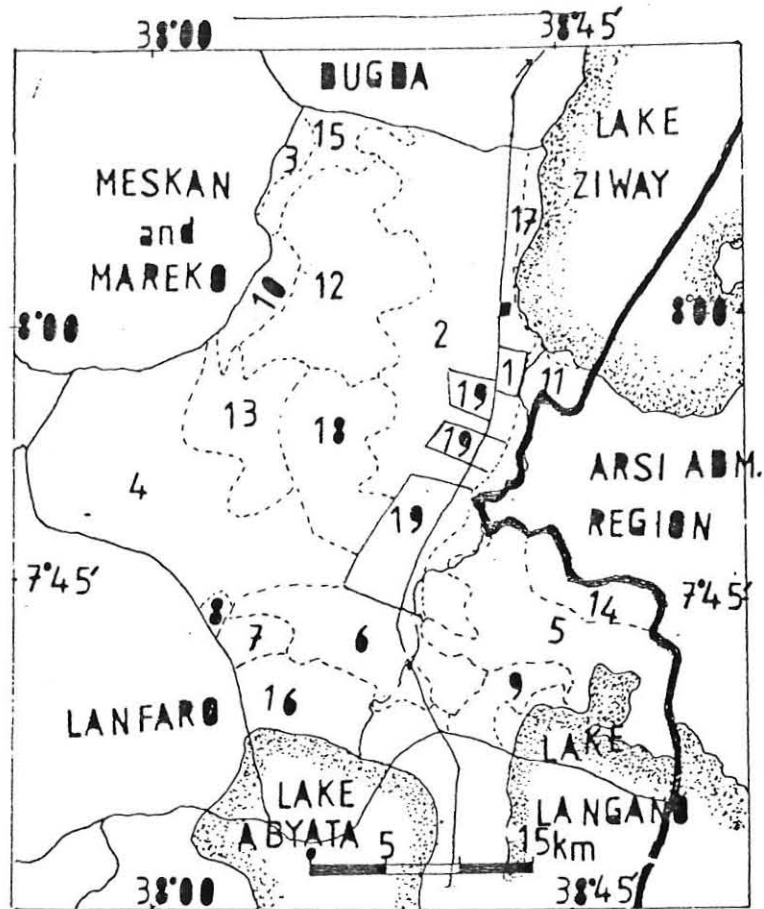 38°00
38°45'
DUGDA
15
LAKE
ZIWAY
3
MESKAN
and
MAREKO
17
10
12
8°00
8°00
2
1
11
19
13
18
19
4
ARSI ADM.
REGION
19
7°45'
7°45'
8
14
7
6
5
9
16
LANFARO
LAKE
LANGANO
LAKE
ABYATA
0
5
15km
38°00
38°45'